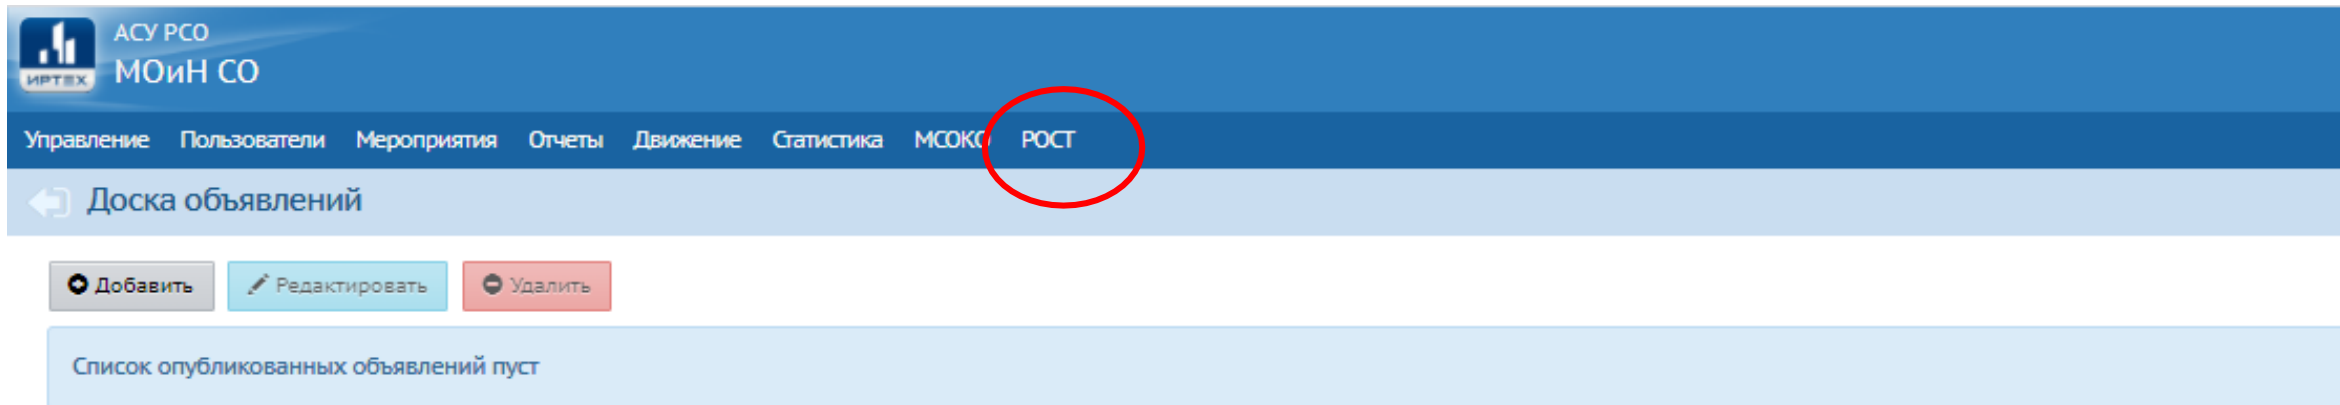 АСУ РСО
МОиН СО
ИРТЕХ
Управление Пользователи Мероприятия Отчеты Движение Статистика МСОКО РОСТ
Доска объявлений
Добавить Редактировать Удалить
Список опубликованных объявлений пуст